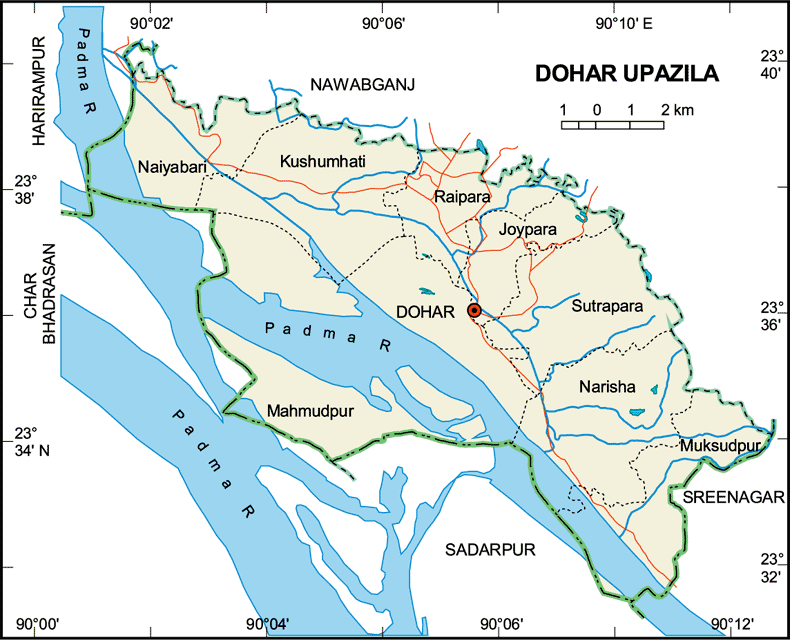 90°02'
90°06'
90°10' E
23°
40'
DOHAR UPAZILA
1 0 1 2 km
NAWABGANJ
HARIRAMPUR
Padma R
Naiyabari
Kushumhati
23°
38'
Raipara
Joypara
CHAR
BHADRASAN
DOHAR
Sutrapara
23°
36'
Padma R
Narisha
Mahmudpur
Padma R
23°
34' N
Muksudpur
SREENAGAR
SADARPUR
23°
32'
90°00'
90°04'
90°06'
90°12'